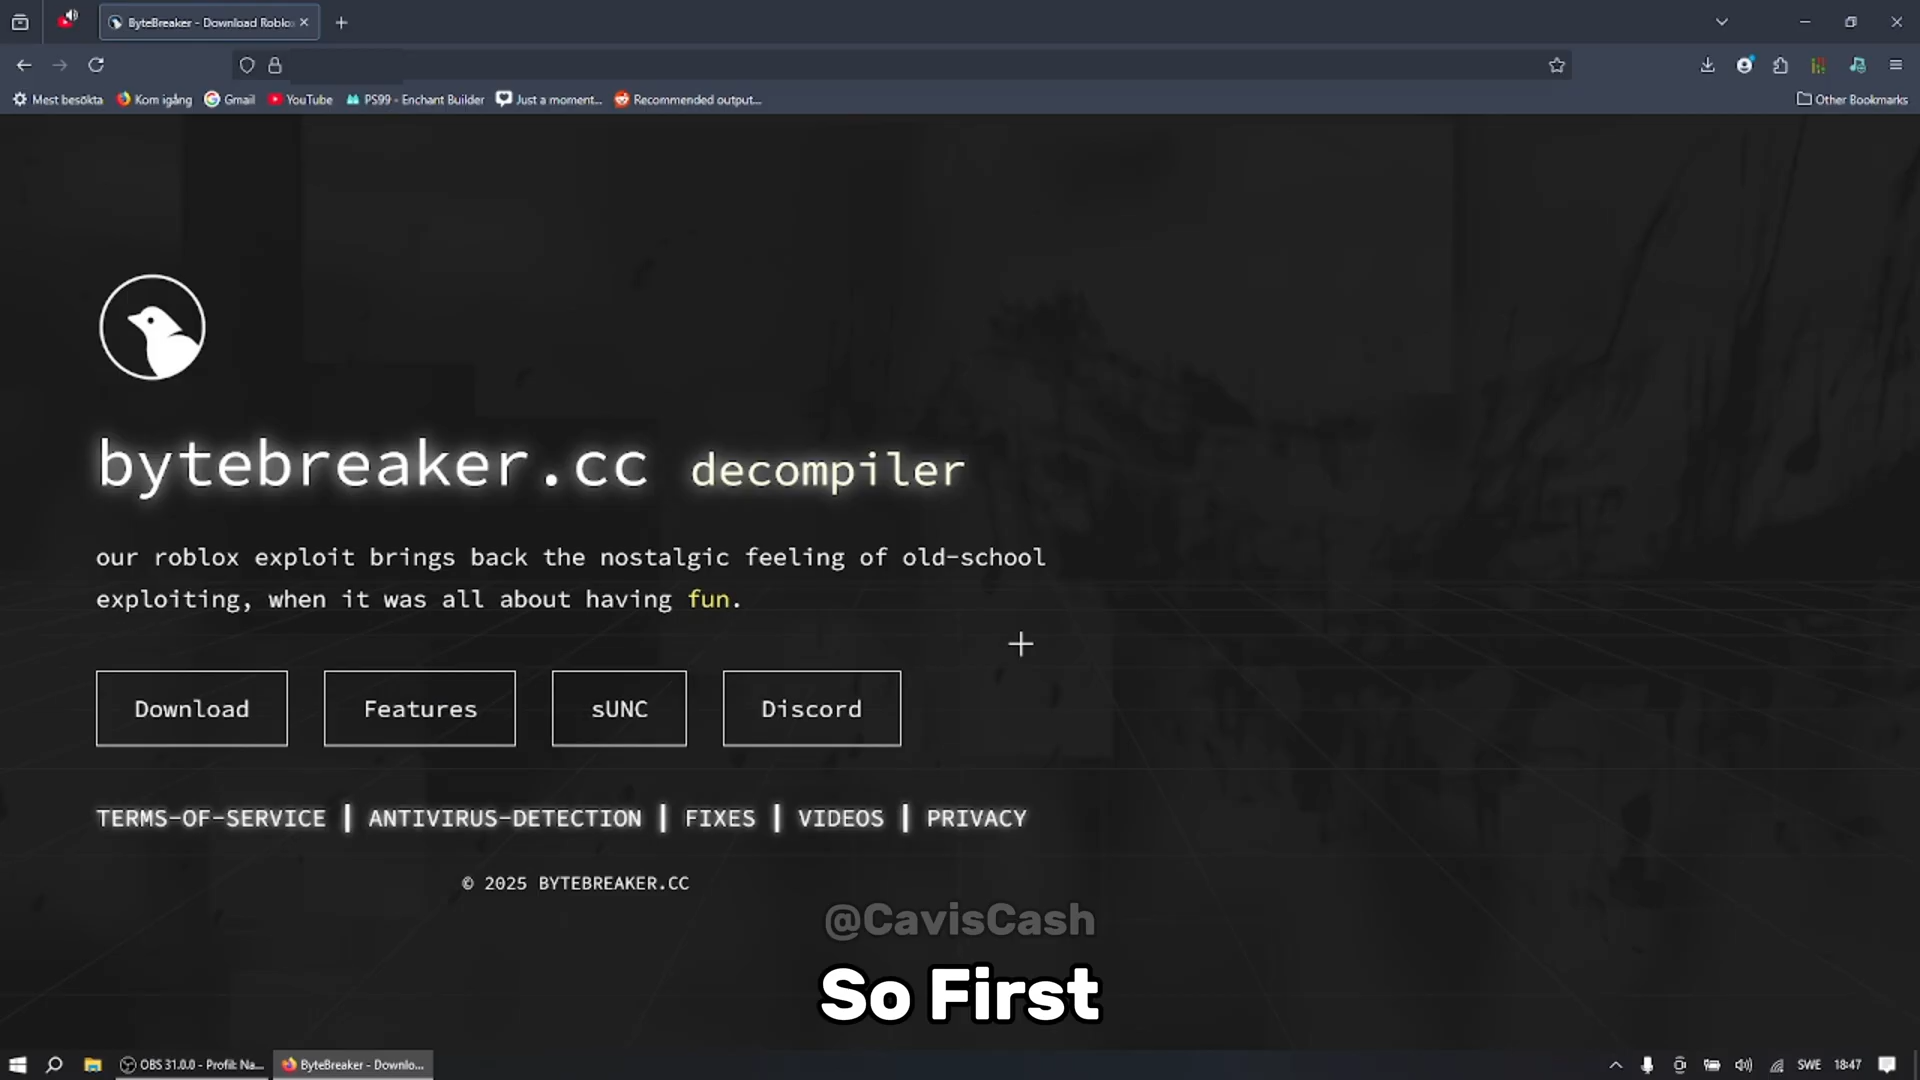 ByteBreaker - Download Roblo
Mest besökta
Kom igång
Gmail
YouTube
PS99 - Enchant Builder
Just a moment...
Recommended output...
Other Bookmarks
bytebreaker.cc decompiler
our roblox exploit brings back the nostalgic feeling of old-school
exploiting, when it was all about having fun.
Download
Features
sUNC
Discord
TERMS-OF-SERVICE | ANTIVIRUS-DETECTION | FIXES | VIDEOS | PRIVACY
© 2025 BYTEBREAKER.CC
@CavisCash
So First
OBS 31.0.0 - Profil: Na...
ByteBreaker - Downlo...
SWE
18:47